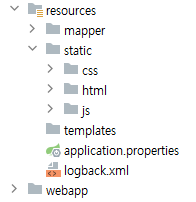 resources
mapper
static
css
html
js
templates
application.properties
logback.xml
webapp